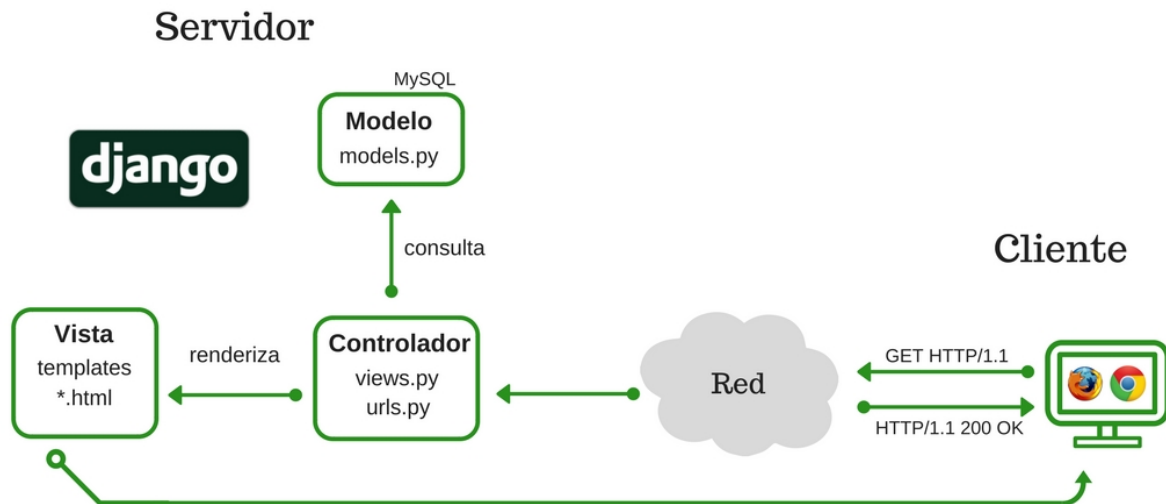 Servidor
MySQL
Modelo
models.py
django
consulta
Cliente
Vista
templates
*.html
renderiza
Controlador
views.py
urls.py
Red
GET HTTP/1.1
HTTP/1.1 200 OK